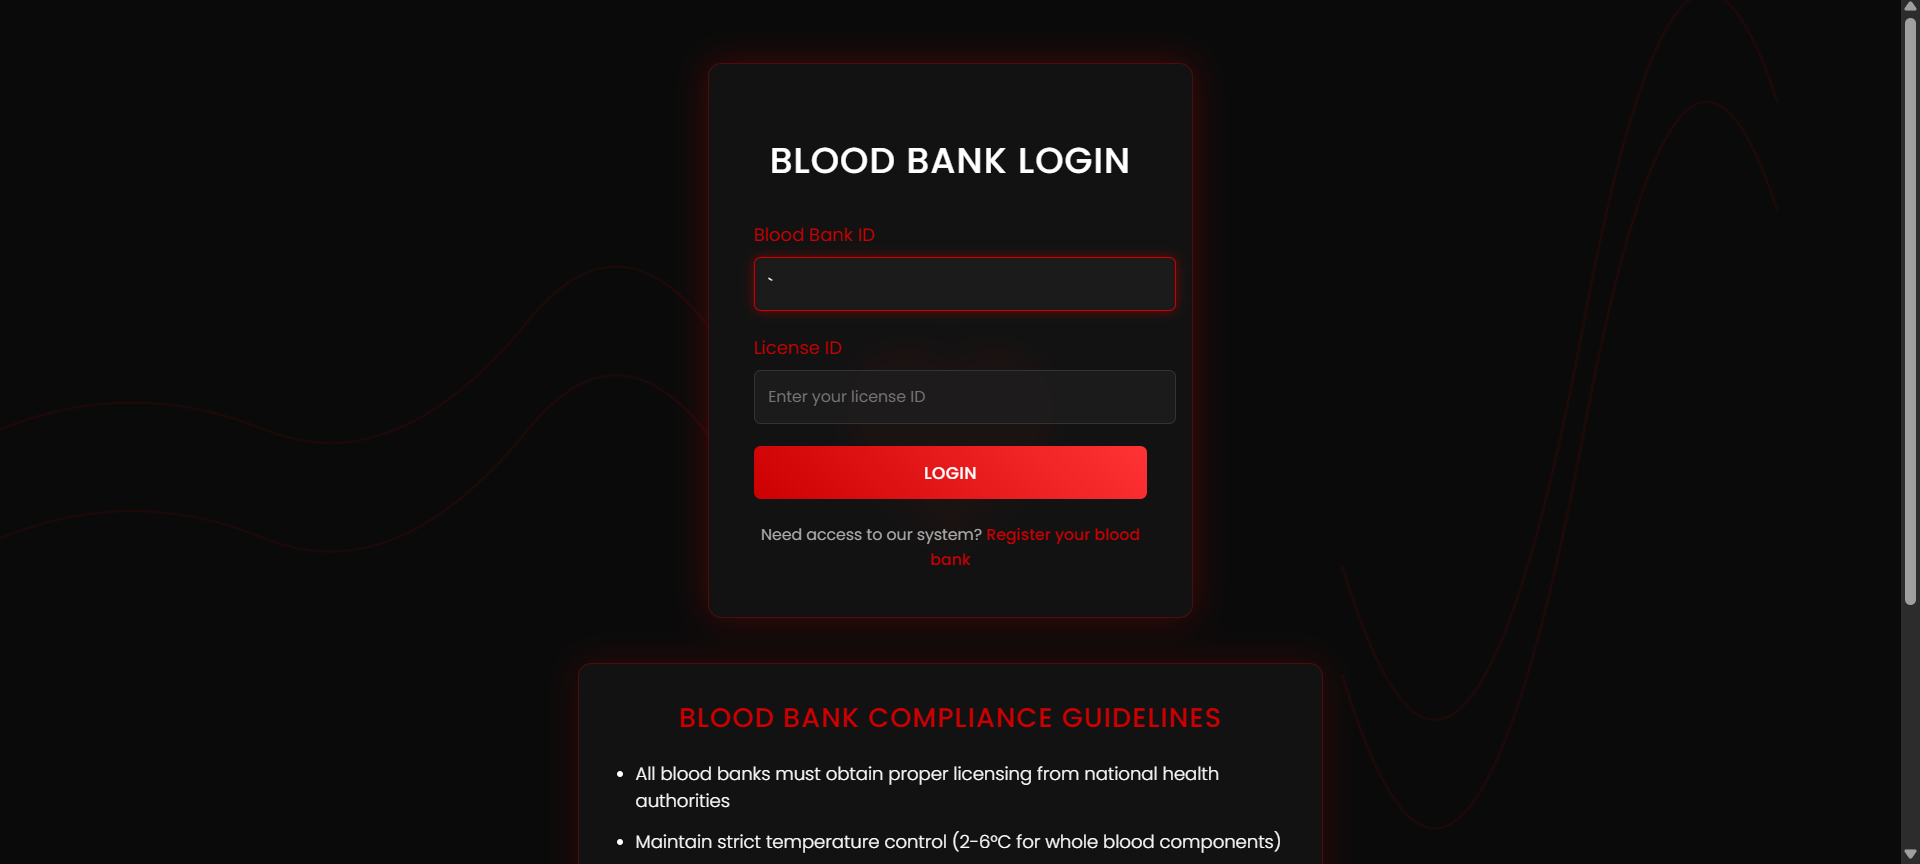 BLOOD BANK LOGIN
Blood Bank ID
`
License ID
Enter your license ID
LOGIN
Need access to our system? Register your blood
bank
BLOOD BANK COMPLIANCE GUIDELINES
• All blood banks must obtain proper licensing from national health
authorities
• Maintain strict temperature control (2-6°C for whole blood components)